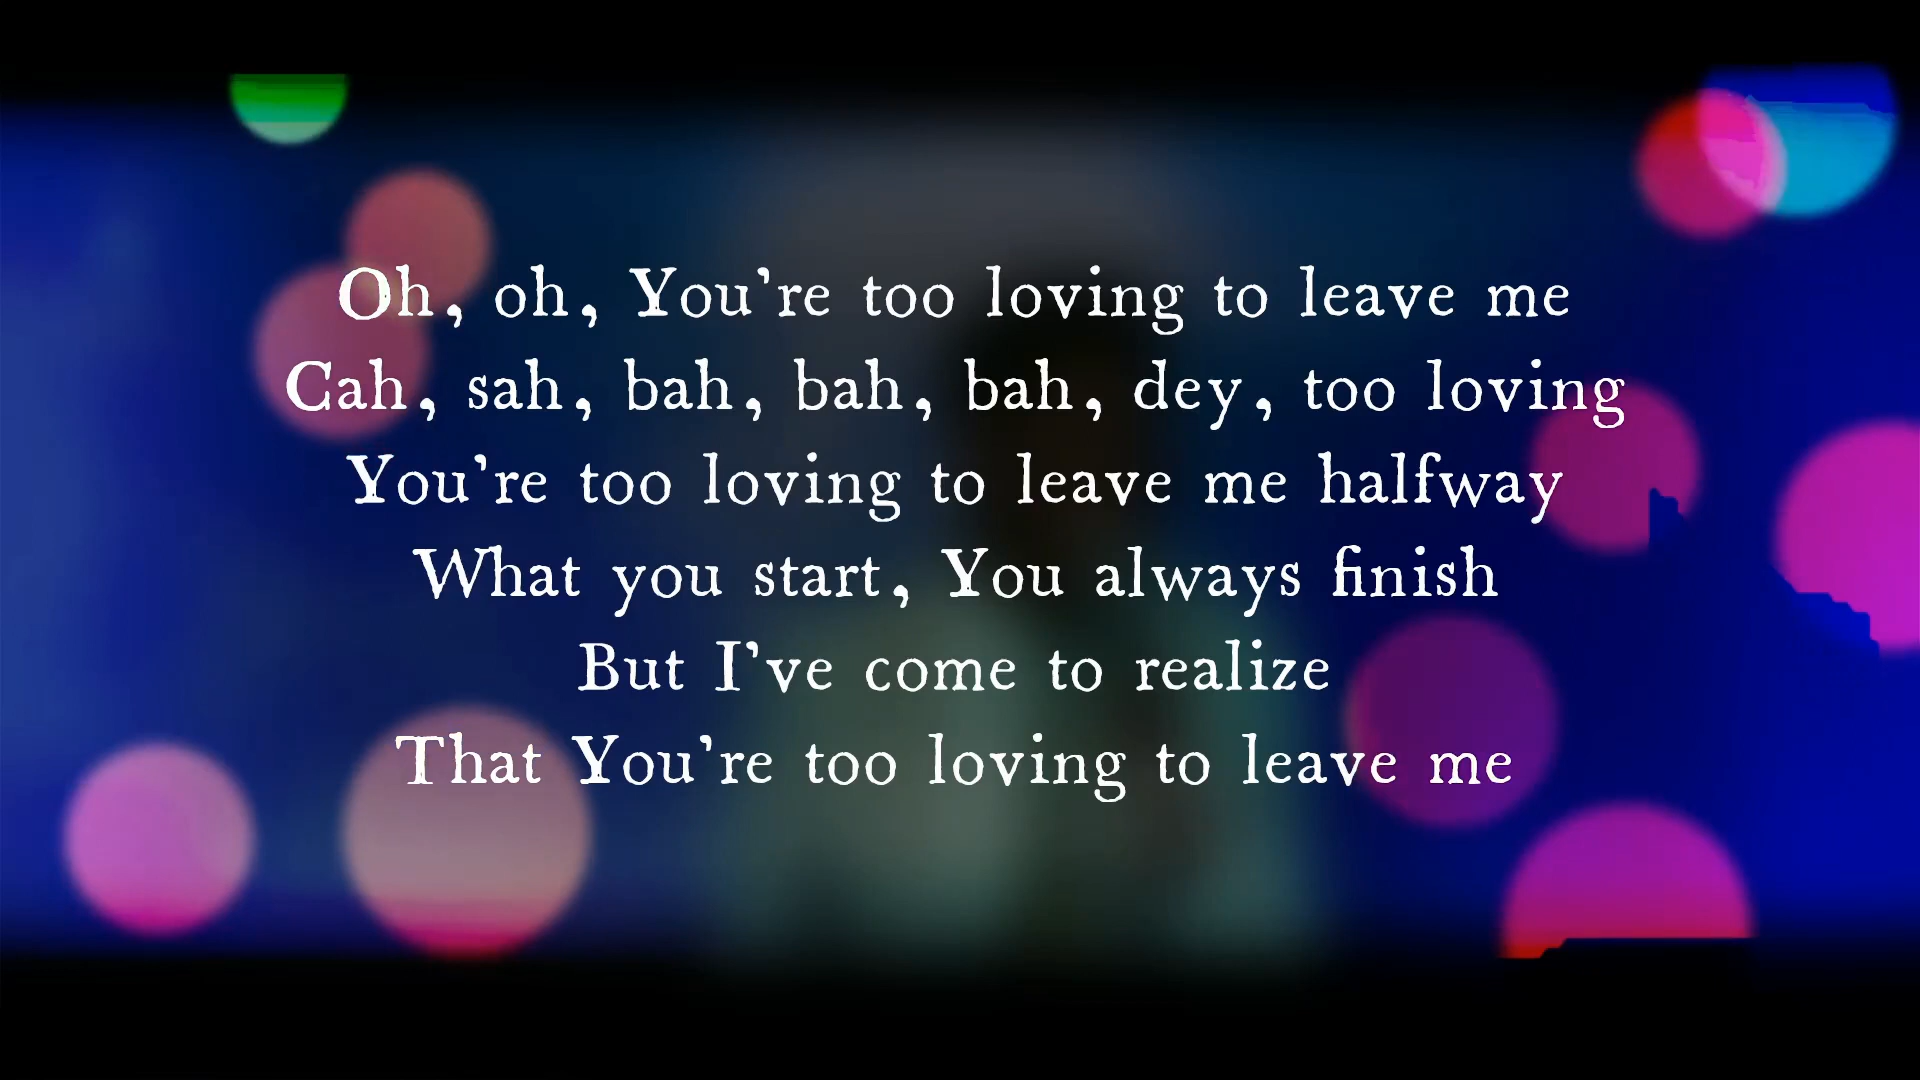 Oh, oh, You're too loving to leave me
Cah, sah, bah, bah, bah, dey, too loving
You're too loving to leave me halfway
What you start, You always finish
But I've come to realize
That You're too loving to leave me